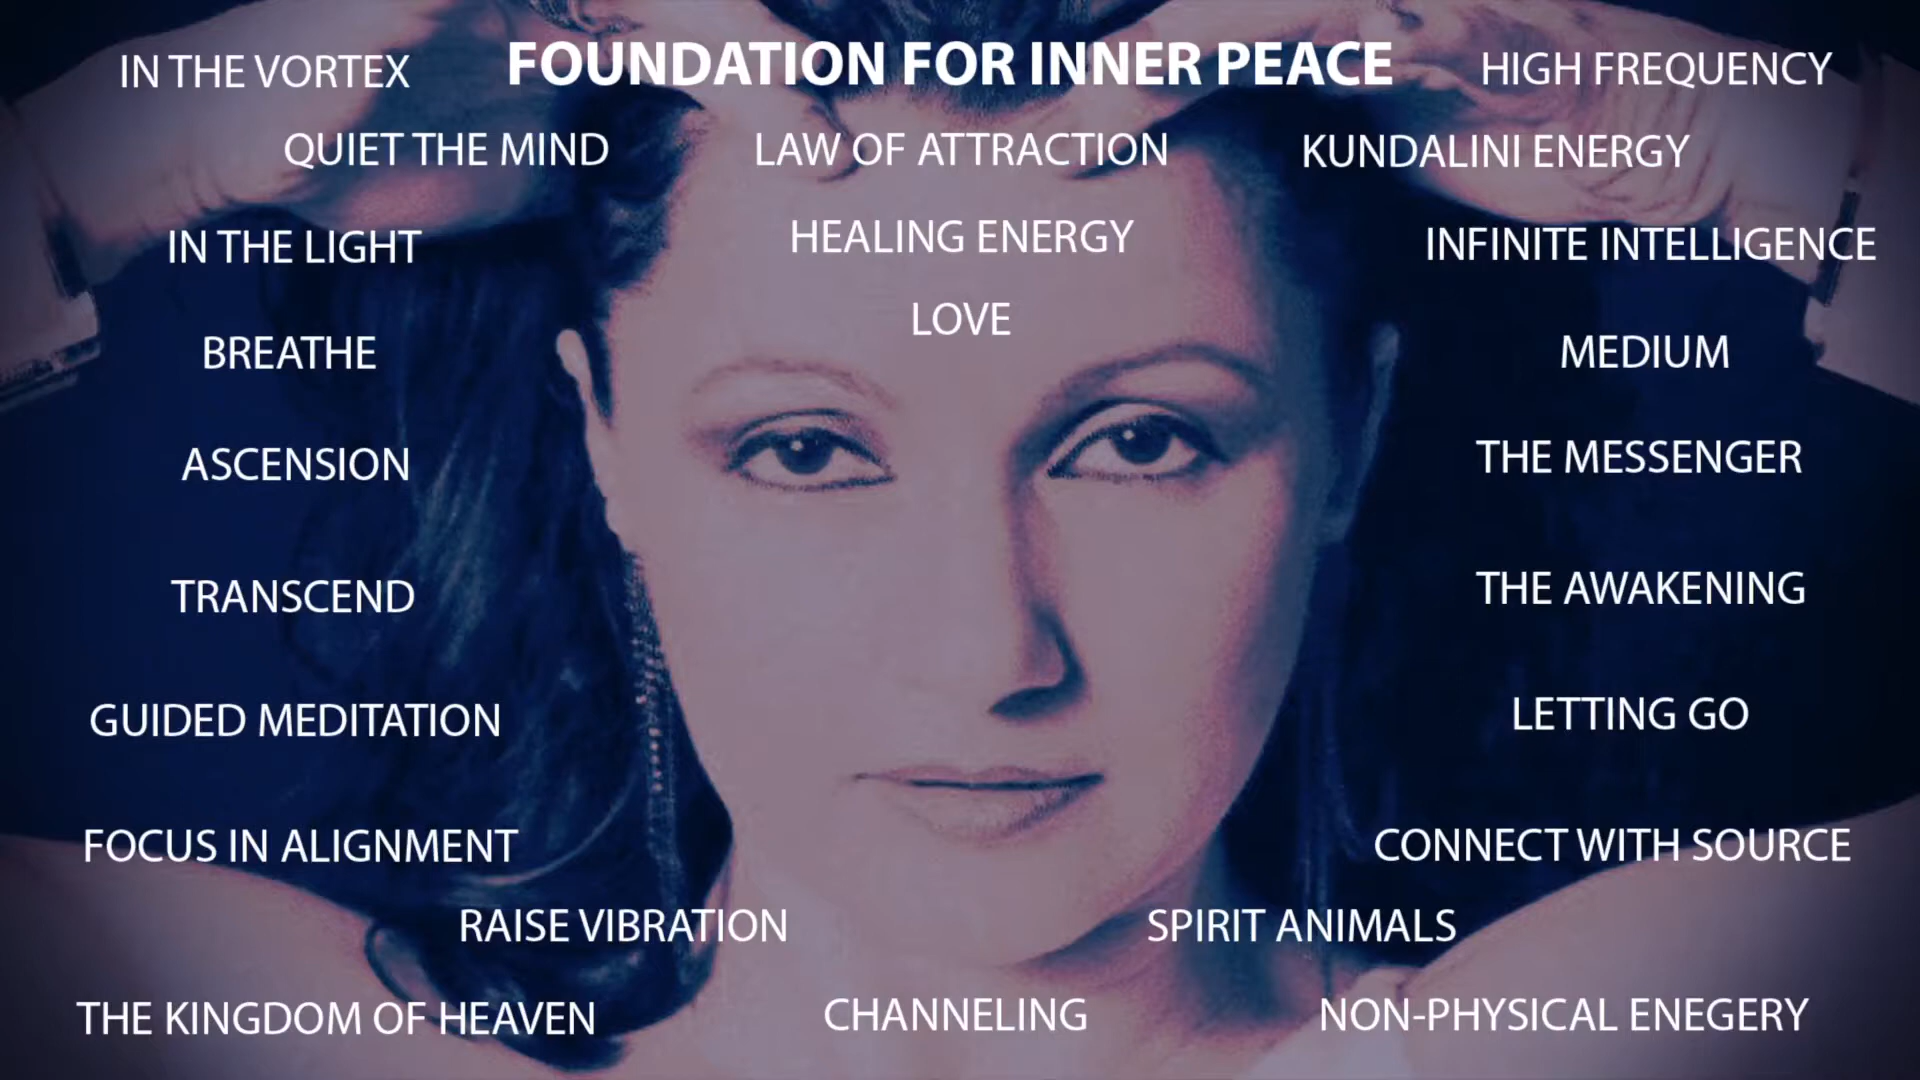 IN THE VORTEX
FOUNDATION FOR INNER PEACE
HIGH FREQUENCY
QUIET THE MIND
LAW OF ATTRACTION
KUNDALINI ENERGY
IN THE LIGHT
HEALING ENERGY
INFINITE INTELLIGENCE
LOVE
BREATHE
MEDIUM
ASCENSION
THE MESSENGER
TRANSCEND
THE AWAKENING
GUIDED MEDITATION
LETTING GO
FOCUS IN ALIGNMENT
CONNECT WITH SOURCE
RAISE VIBRATION
SPIRIT ANIMALS
THE KINGDOM OF HEAVEN
CHANNELING
NON-PHYSICAL ENEGERY